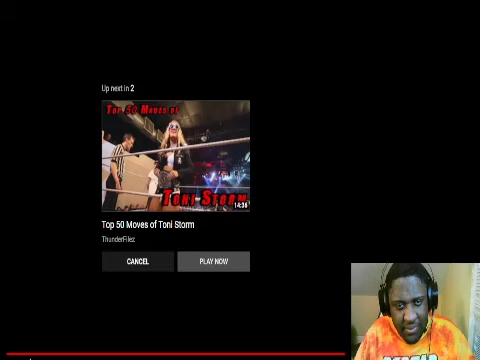 Up next in 2
TOP 50 MOVES OF
TONI STORM
14:36
Top 50 Moves of Toni Storm
ThunderFilez
CANCEL
PLAY NOW